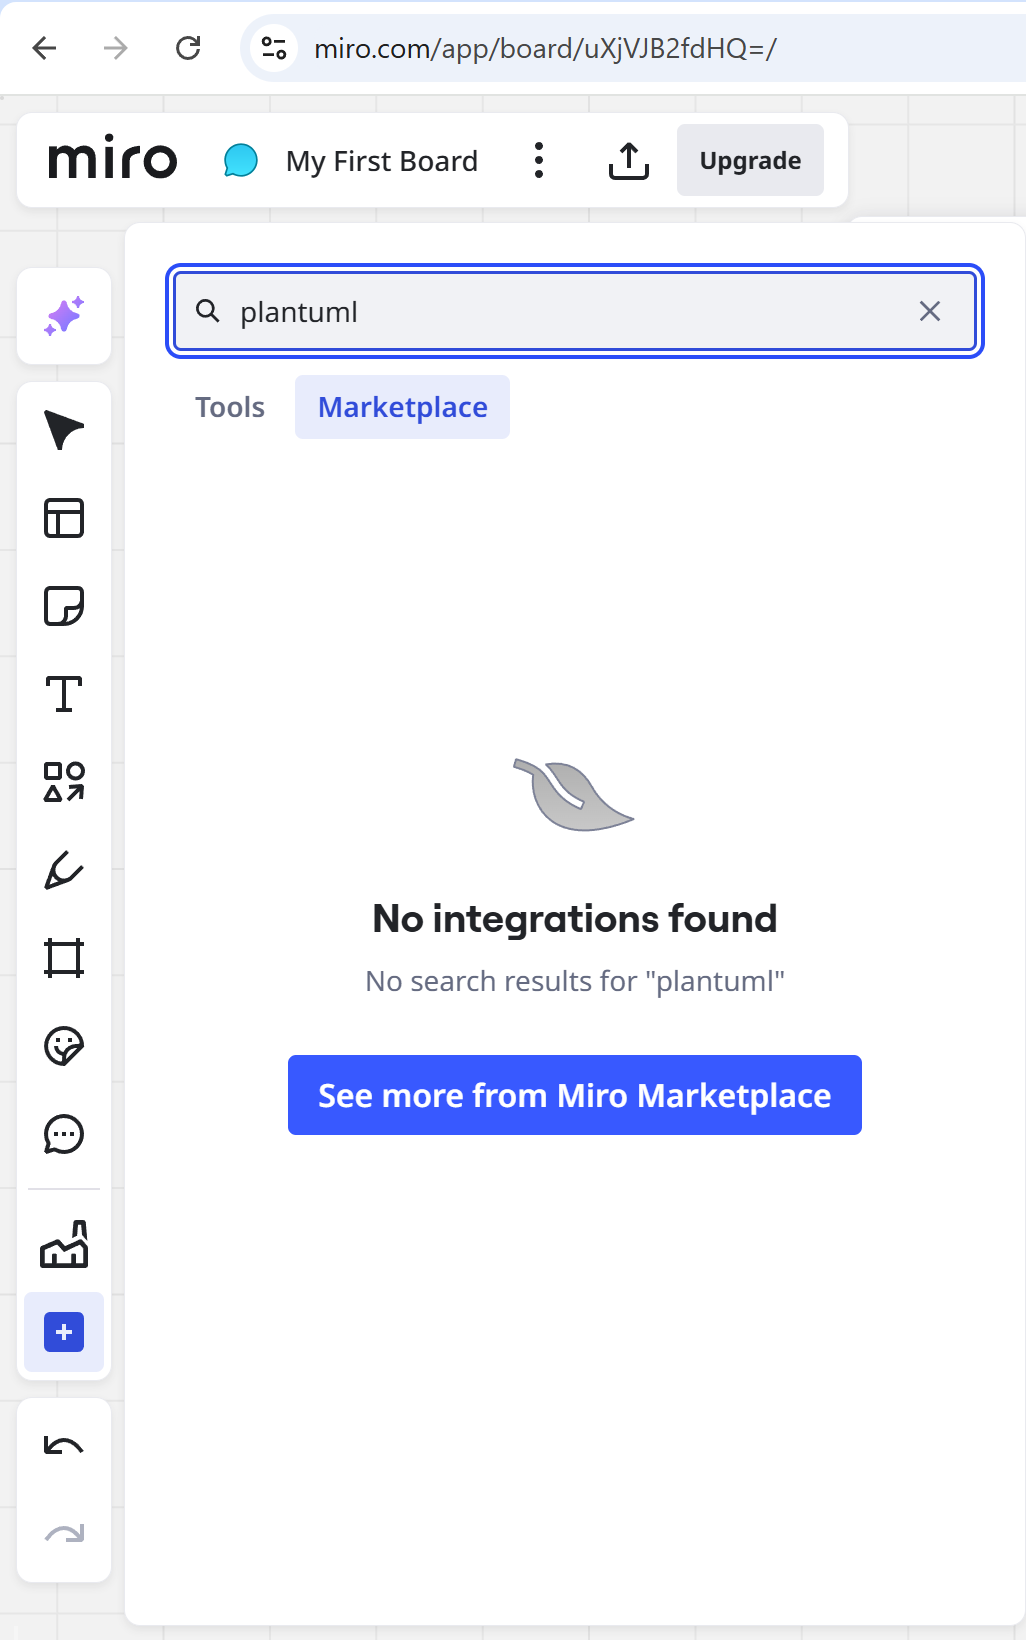 miro.com/app/board/uXjVJB2fdHQ=/
miro
My First Board
Upgrade
plantuml
Tools
Marketplace
No integrations found
No search results for "plantuml"
See more from Miro Marketplace